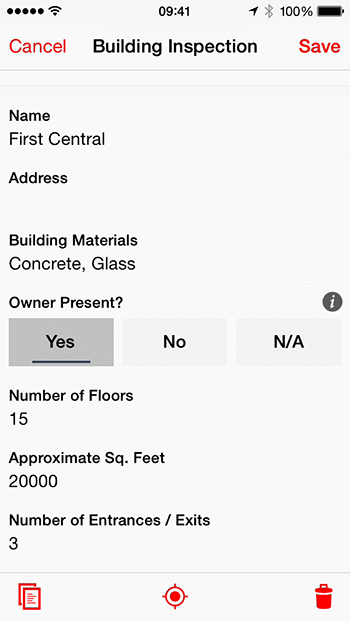 09:41 100%
Cancel Building Inspection Save
Name
First Central
Address
Building Materials
Concrete, Glass
Owner Present? i
Yes No N/A
Number of Floors
15
Approximate Sq. Feet
20000
Number of Entrances / Exits
3